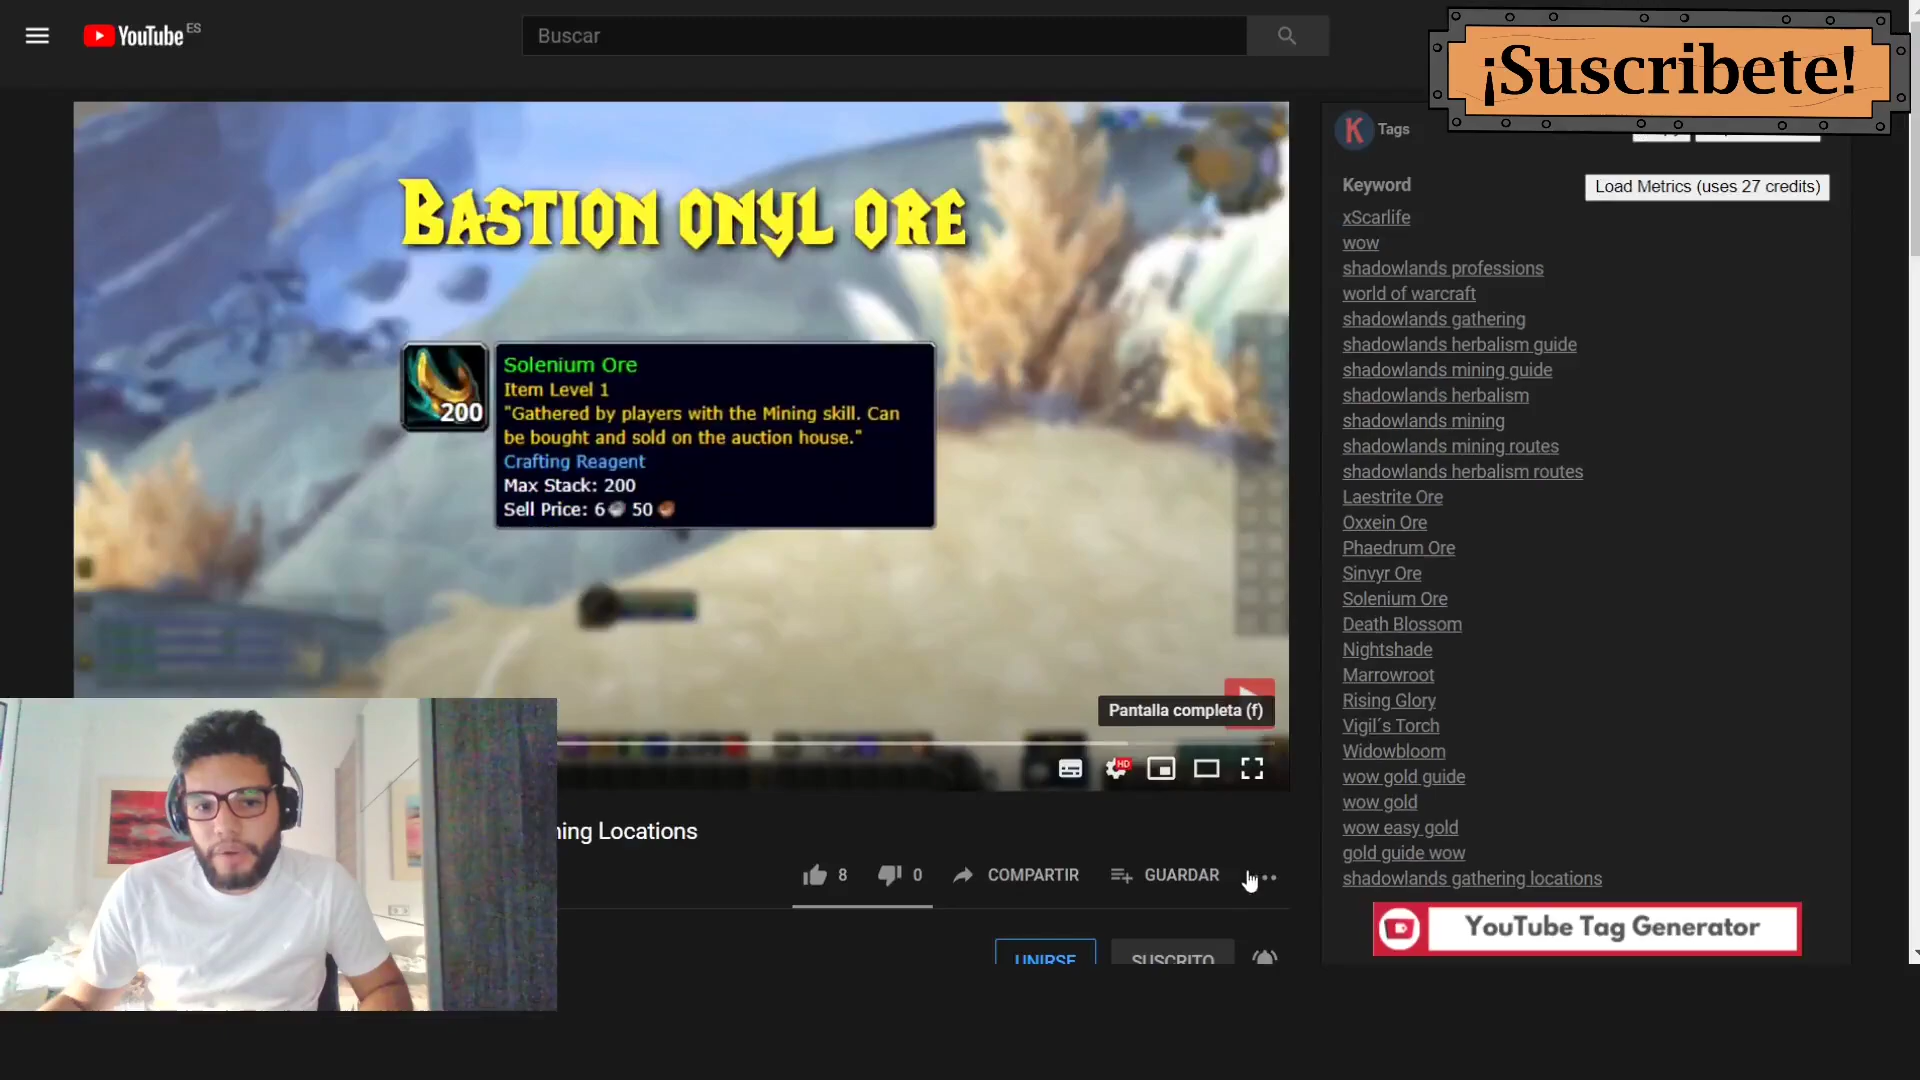 YouTube ES
Buscar
¡Suscribete!
BASTION ONYL ORE
Solenium Ore
Item Level 1
"Gathered by players with the Mining skill. Can
be bought and sold on the auction house."
Crafting Reagent
Max Stack: 200
Sell Price: 6 50
200
Pantalla completa (f)
HD
ning Locations
8
0
COMPARTIR
GUARDAR
UNIRSE
SUSCRITO
K Tags
Keyword
Load Metrics (uses 27 credits)
xScarlife
wow
shadowlands professions
world of warcraft
shadowlands gathering
shadowlands herbalism guide
shadowlands mining guide
shadowlands herbalism
shadowlands mining
shadowlands mining routes
shadowlands herbalism routes
Laestrite Ore
Oxxein Ore
Phaedrum Ore
Sinvyr Ore
Solenium Ore
Death Blossom
Nightshade
Marrowroot
Rising Glory
Vigil´s Torch
Widowbloom
wow gold guide
wow gold
wow easy gold
gold guide wow
shadowlands gathering locations
YouTube Tag Generator